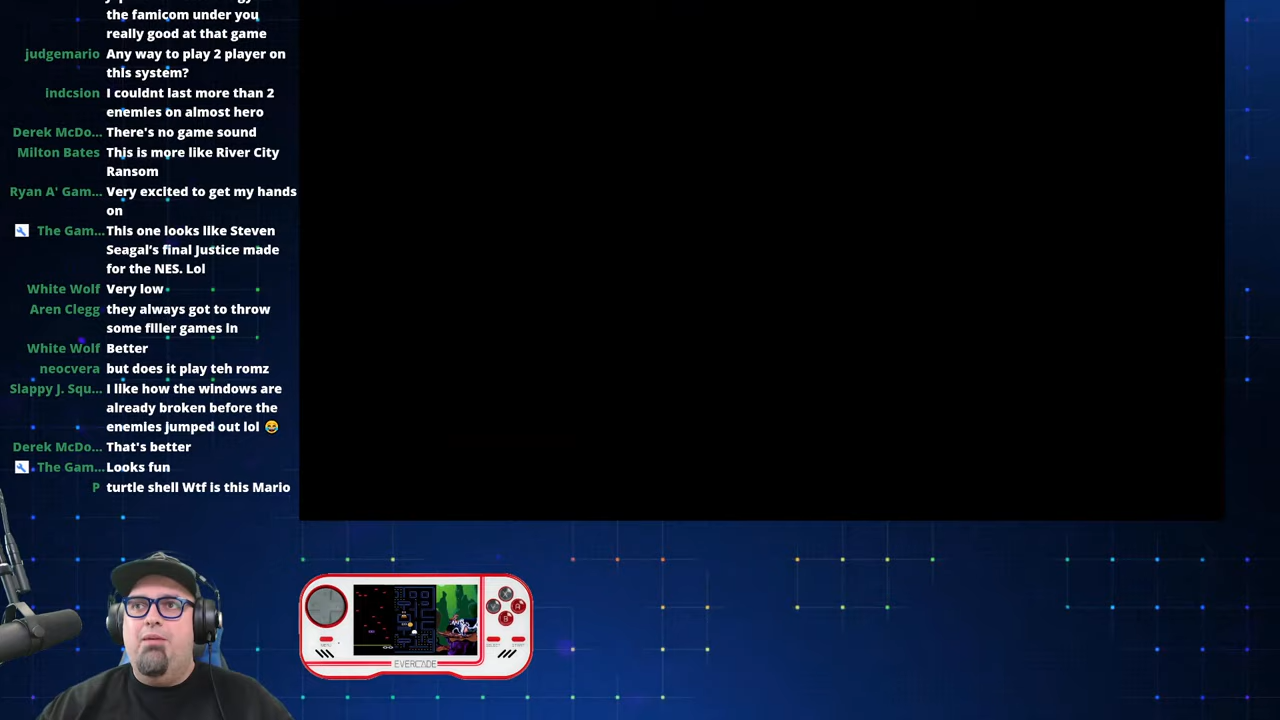 the famicom under you
really good at that game
judgemario Any way to play 2 player on
this system?
indcsion I couldnt last more than 2
enemies on almost hero
Derek McDo... There's no game sound
Milton Bates This is more like River City
Ransom
Ryan A' Gam... Very excited to get my hands
on
The Gam... This one looks like Steven
Seagal's final Justice made
for the NES. Lol
White Wolf Very low
Aren Clegg they always got to throw
some filler games in
White Wolf Better
neocvera but does it play teh romz
Slappy J. Squ... I like how the windows are
already broken before the
enemies jumped out lol 😂
Derek McDo... That's better
The Gam... Looks fun
P turtle shell Wtf is this Mario
EVERCADE